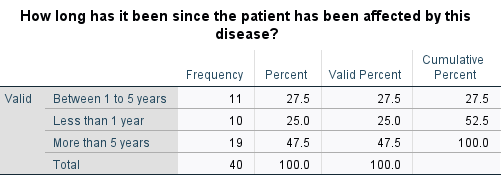 How long has it been since the patient has been affected by this
disease?
Frequency Percent Valid Percent Cumulative Percent
Valid Between 1 to 5 years 11 27.5 27.5 27.5
Less than 1 year 10 25.0 25.0 52.5
More than 5 years 19 47.5 47.5 100.0
Total 40 100.0 100.0